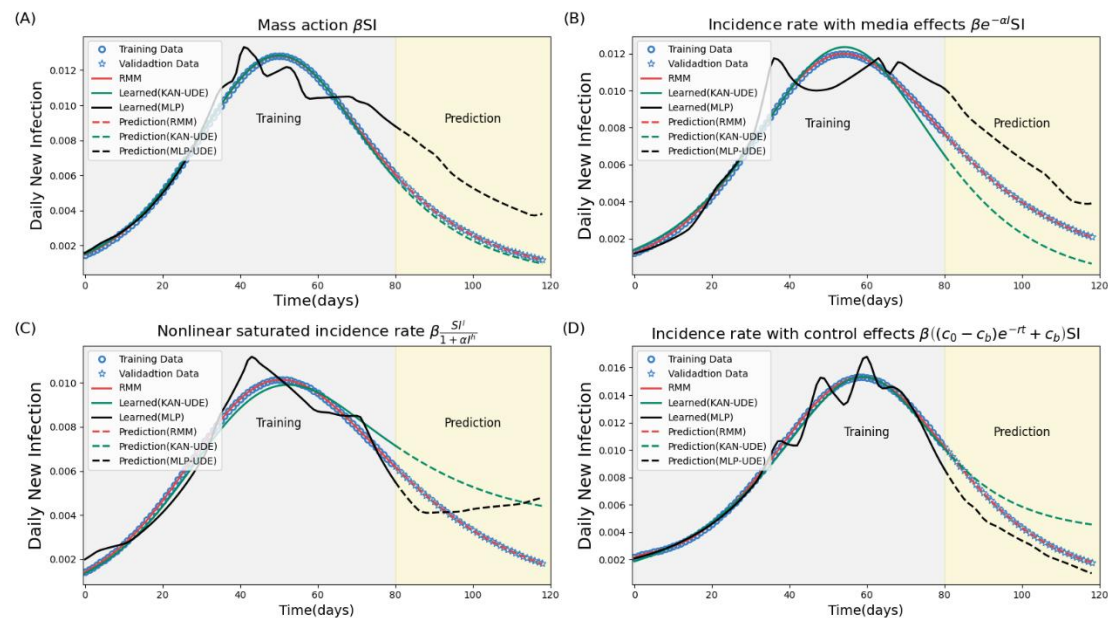 (A)
Mass action βSI
Training Data
Validadtion Data
RMM
Learned(KAN-UDE)
Learned(MLP)
Prediction(RMM)
Prediction(KAN-UDE)
Prediction(MLP-UDE)
Training
Prediction
Daily New Infection
0.012
0.010
0.008
0.006
0.004
0.002
0 20 40 60 80 100 120
Time(days)
(B)
Incidence rate with media effects βe^{-αI}SI
Training Data
Validadtion Data
RMM
Learned(KAN-UDE)
Learned(MLP)
Prediction(RMM)
Prediction(KAN-UDE)
Prediction(MLP-UDE)
Training
Prediction
Daily New Infection
0.012
0.010
0.008
0.006
0.004
0.002
0 20 40 60 80 100 120
Time(days)
(C)
Nonlinear saturated incidence rate β\frac{SI^l}{1+αI^h}
Training Data
Validadtion Data
RMM
Learned(KAN-UDE)
Learned(MLP)
Prediction(RMM)
Prediction(KAN-UDE)
Prediction(MLP-UDE)
Training
Prediction
Daily New Infection
0.010
0.008
0.006
0.004
0.002
0 20 40 60 80 100 120
Time(days)
(D)
Incidence rate with control effects β((c_0 − c_b)e^{-rt} + c_b)SI
Training Data
Validadtion Data
RMM
Learned(KAN-UDE)
Learned(MLP)
Prediction(RMM)
Prediction(KAN-UDE)
Prediction(MLP-UDE)
Training
Prediction
Daily New Infection
0.016
0.014
0.012
0.010
0.008
0.006
0.004
0.002
0 20 40 60 80 100 120
Time(days)